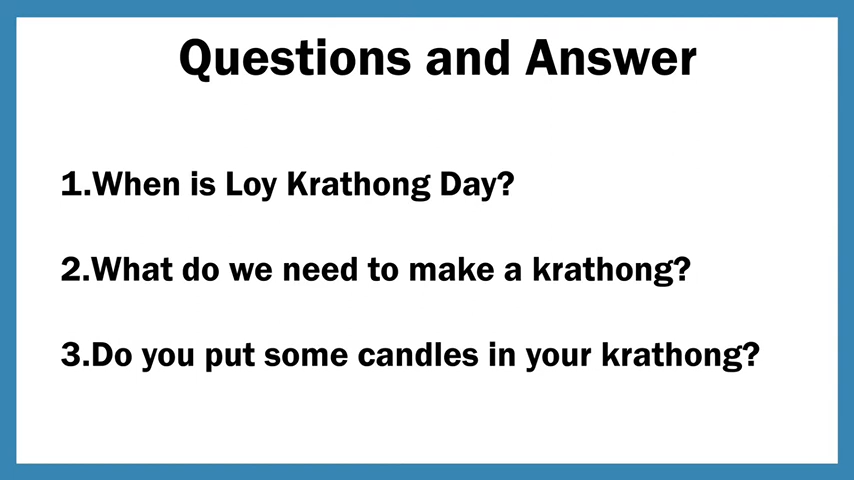 Questions and Answer
1.When is Loy Krathong Day?
2.What do we need to make a krathong?
3.Do you put some candles in your krathong?